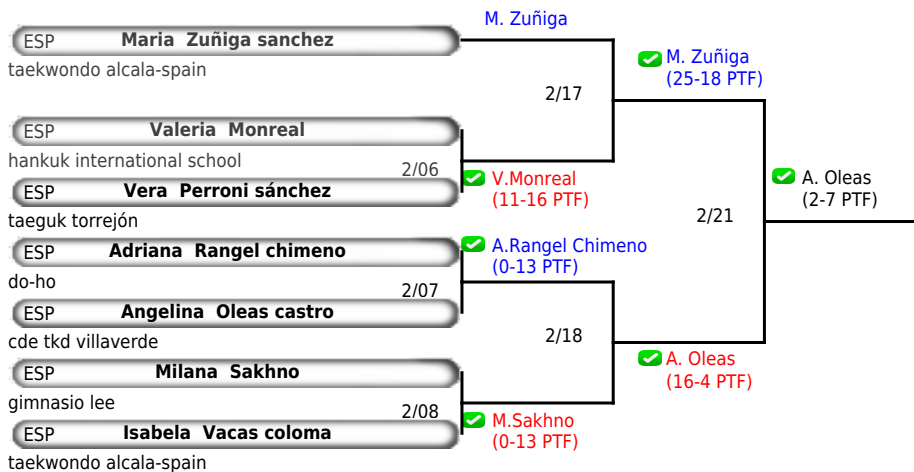 M. Zuñiga
ESP Maria Zuñiga sanchez
taekwondo alcala-spain
M. Zuñiga
(25-18 PTF)
2/17
ESP Valeria Monreal
hankuk international school
2/06
V.Monreal
(11-16 PTF)
ESP Vera Perroni sánchez
taeguk torrejón
A. Oleas
(2-7 PTF)
2/21
ESP Adriana Rangel chimeno
do-ho
A.Rangel Chimeno
(0-13 PTF)
2/07
ESP Angelina Oleas castro
cde tkd villaverde
2/18
A. Oleas
(16-4 PTF)
ESP Milana Sakhno
gimnasio lee
2/08
M.Sakhno
(0-13 PTF)
ESP Isabela Vacas coloma
taekwondo alcala-spain